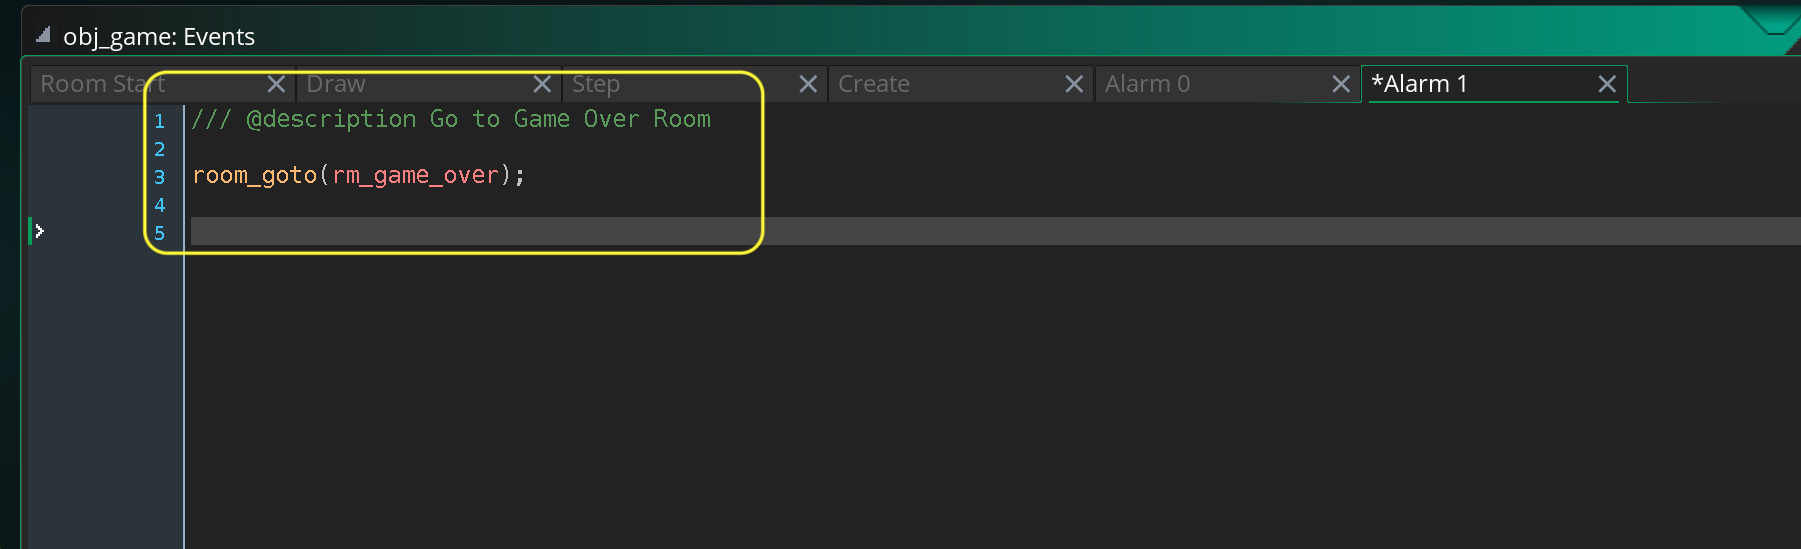 obj_game: Events
Room Start Draw Step Create Alarm 0 *Alarm 1
1 /// @description Go to Game Over Room
2
3 room_goto(rm_game_over);
4
5